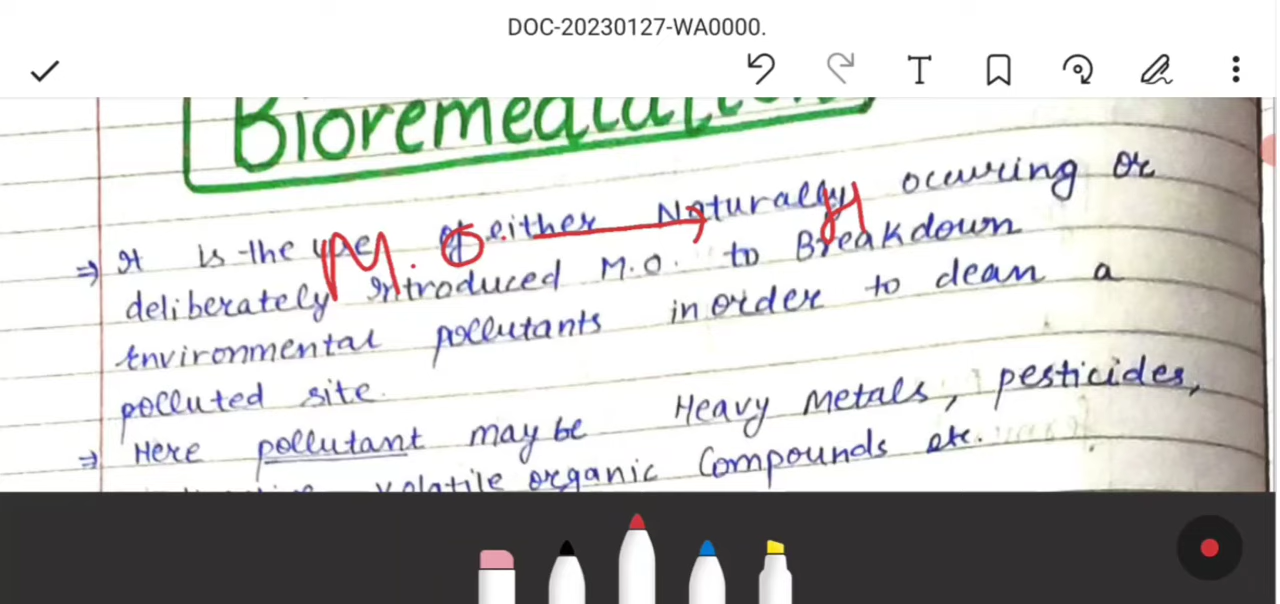 DOC-20230127-WA0000.
Bioremediation
⇒ It is the use of either Naturally occuring or
deliberately Introduced M.O. to Breakdown
Environmental pollutants in order to clean a
polluted site.
⇒ Here pollutant may be Heavy Metals, pesticides,
volatile organic Compounds etc.
M.O
y